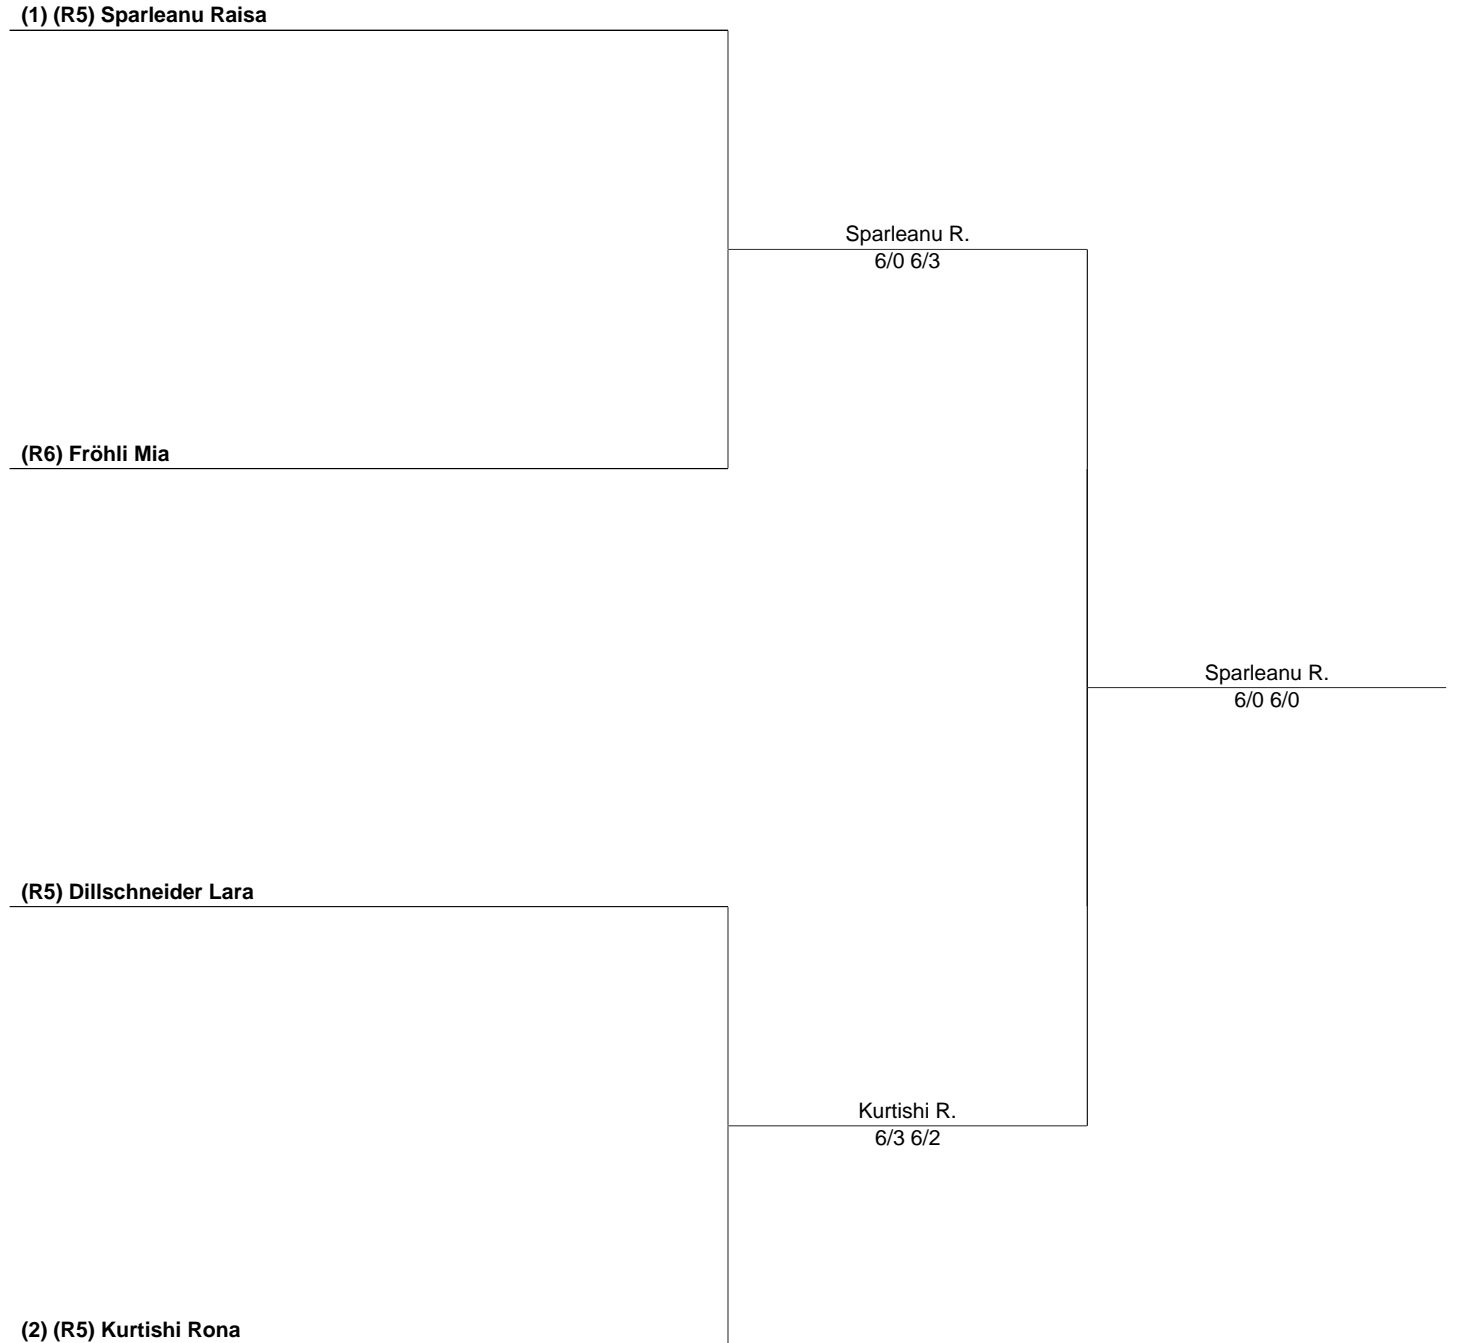 (1) (R5) Sparleanu Raisa
Sparleanu R.
6/0 6/3
(R6) Fröhli Mia
Sparleanu R.
6/0 6/0
(R5) Dillschneider Lara
Kurtishi R.
6/3 6/2
(2) (R5) Kurtishi Rona